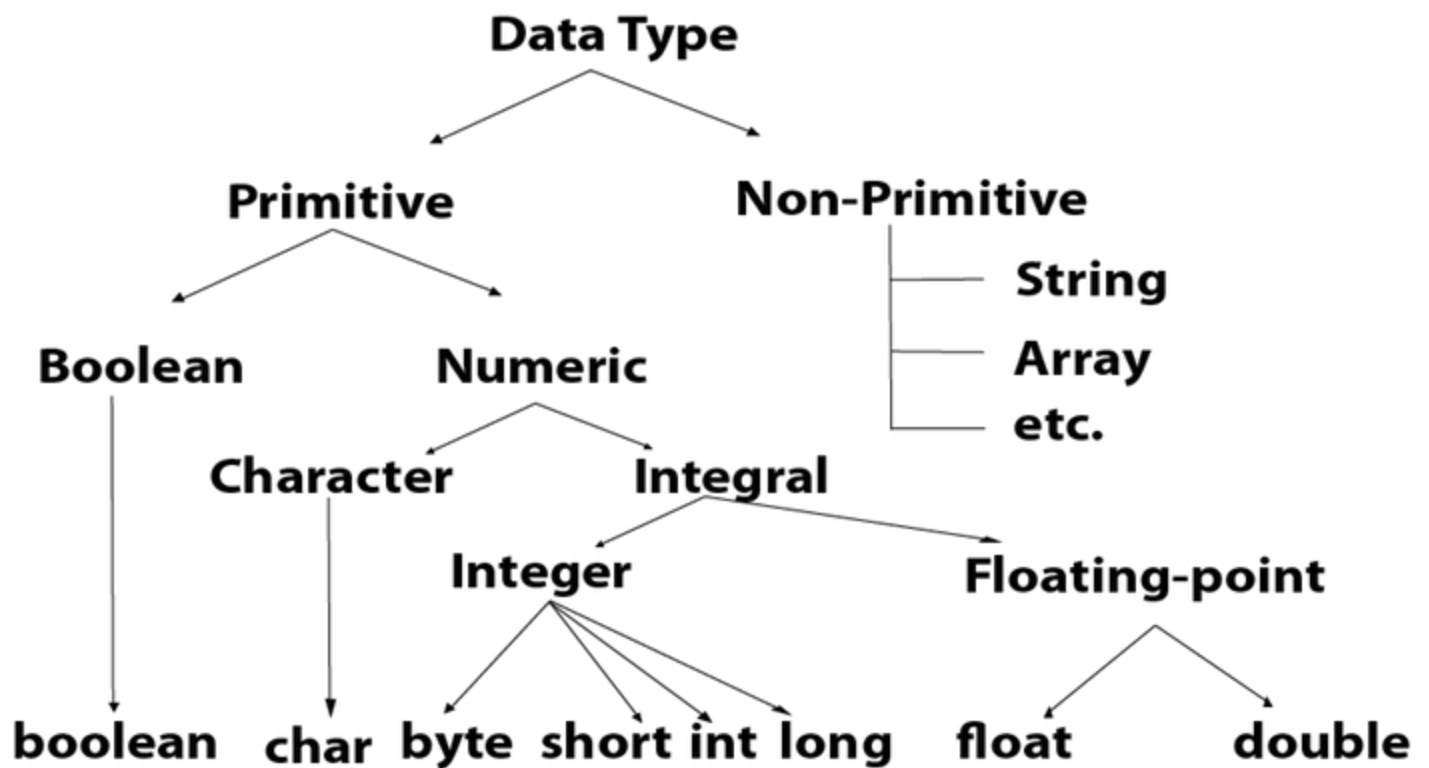 Data Type
Primitive
Non-Primitive
String
Array
etc.
Boolean
Numeric
Character
Integral
Integer
Floating-point
boolean
char
byte
short
int
long
float
double